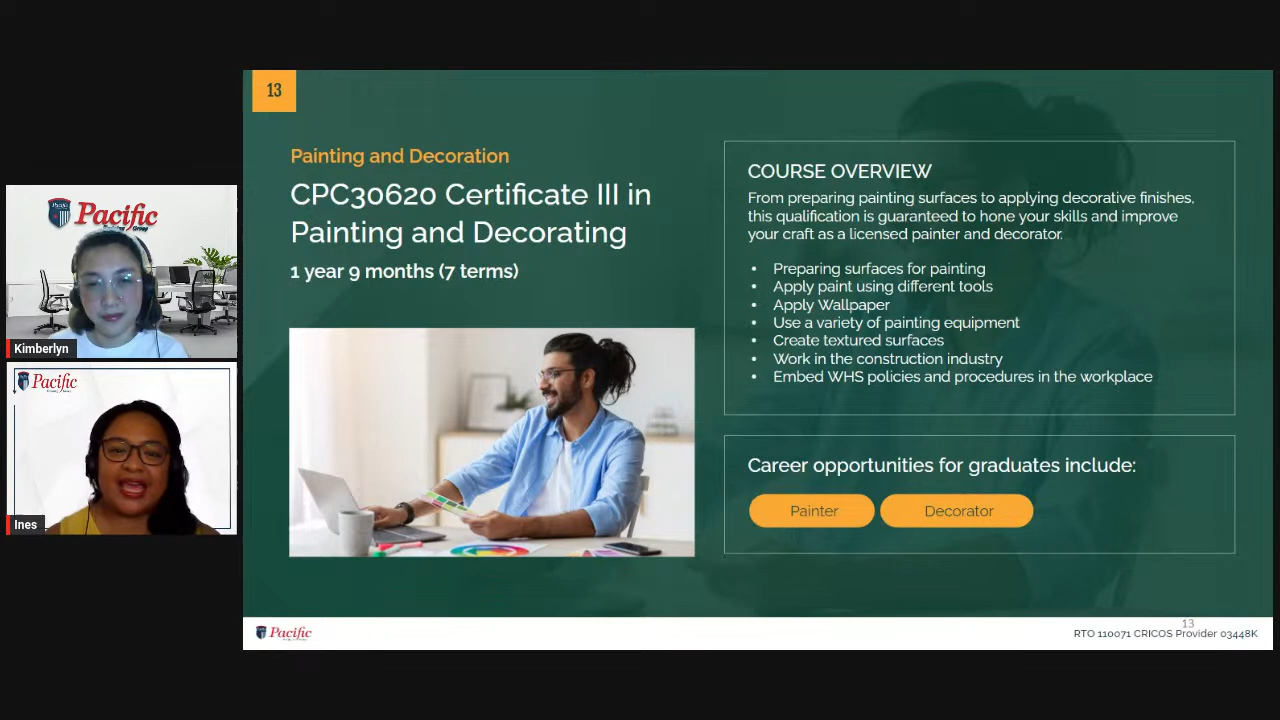 13
Painting and Decoration
CPC30620 Certificate III in
Painting and Decorating
1 year 9 months (7 terms)
COURSE OVERVIEW
From preparing painting surfaces to applying decorative finishes,
this qualification is guaranteed to hone your skills and improve
your craft as a licensed painter and decorator.
• Preparing surfaces for painting
• Apply paint using different tools
• Apply Wallpaper
• Use a variety of painting equipment
• Create textured surfaces
• Work in the construction industry
• Embed WHS policies and procedures in the workplace
Career opportunities for graduates include:
Painter
Decorator
Pacific
Kimberlyn
Pacific
Ines
Pacific
13
RTO 110071 CRICOS Provider 03448K